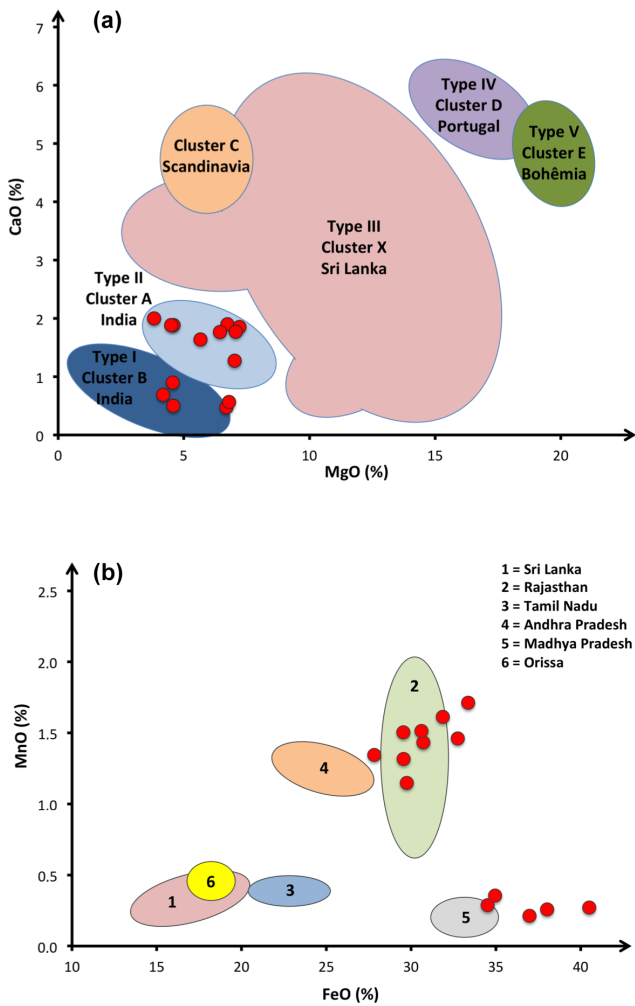 (a)
7
6
5
4
3
2
1
0
CaO (%)
0
5
10
15
20
MgO (%)
Cluster C
Scandinavia
Type IV
Cluster D
Portugal
Type V
Cluster E
Bohêmia
Type III
Cluster X
Sri Lanka
Type II
Cluster A
India
Type I
Cluster B
India
(b)
2.5
2.0
1.5
1.0
0.5
0.0
MnO (%)
10
15
20
25
30
35
40
FeO (%)
1 = Sri Lanka
2 = Rajasthan
3 = Tamil Nadu
4 = Andhra Pradesh
5 = Madhya Pradesh
6 = Orissa
2
4
6
1
3
5